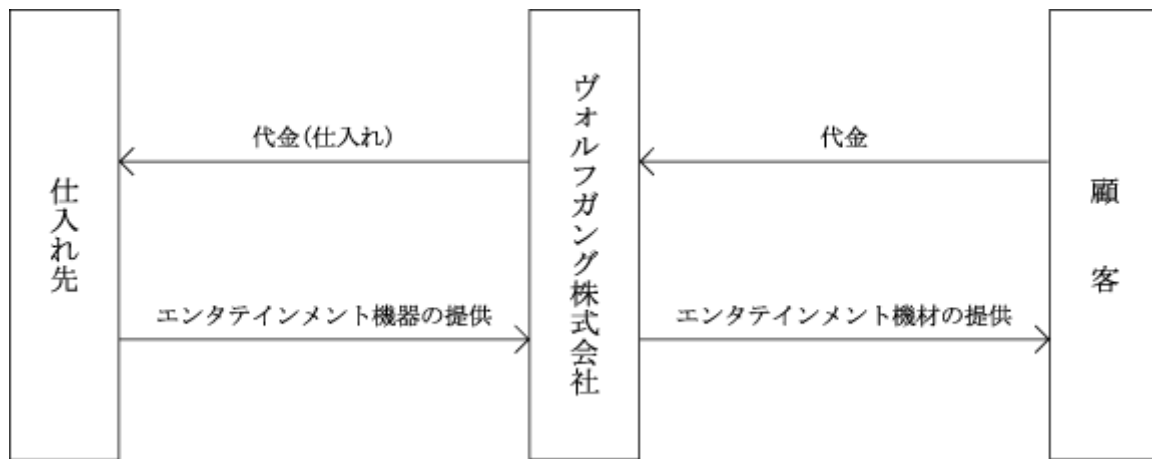 仕入れ先
代金(仕入れ)
エンタテインメント機器の提供
ヴォルフガング株式会社
代金
エンタテインメント機材の提供
顧客